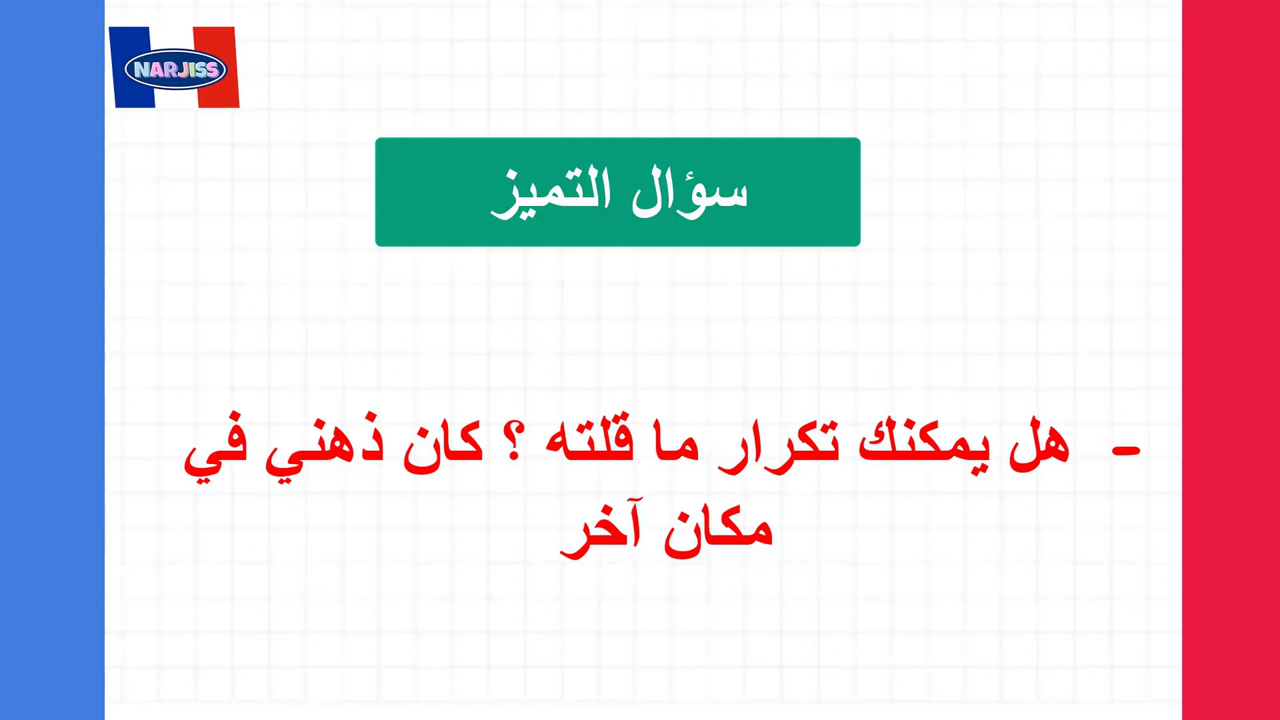 NARJISS
سؤال التميز
- هل يمكنك تكرار ما قلته ؟ كان ذهني في
مكان آخر